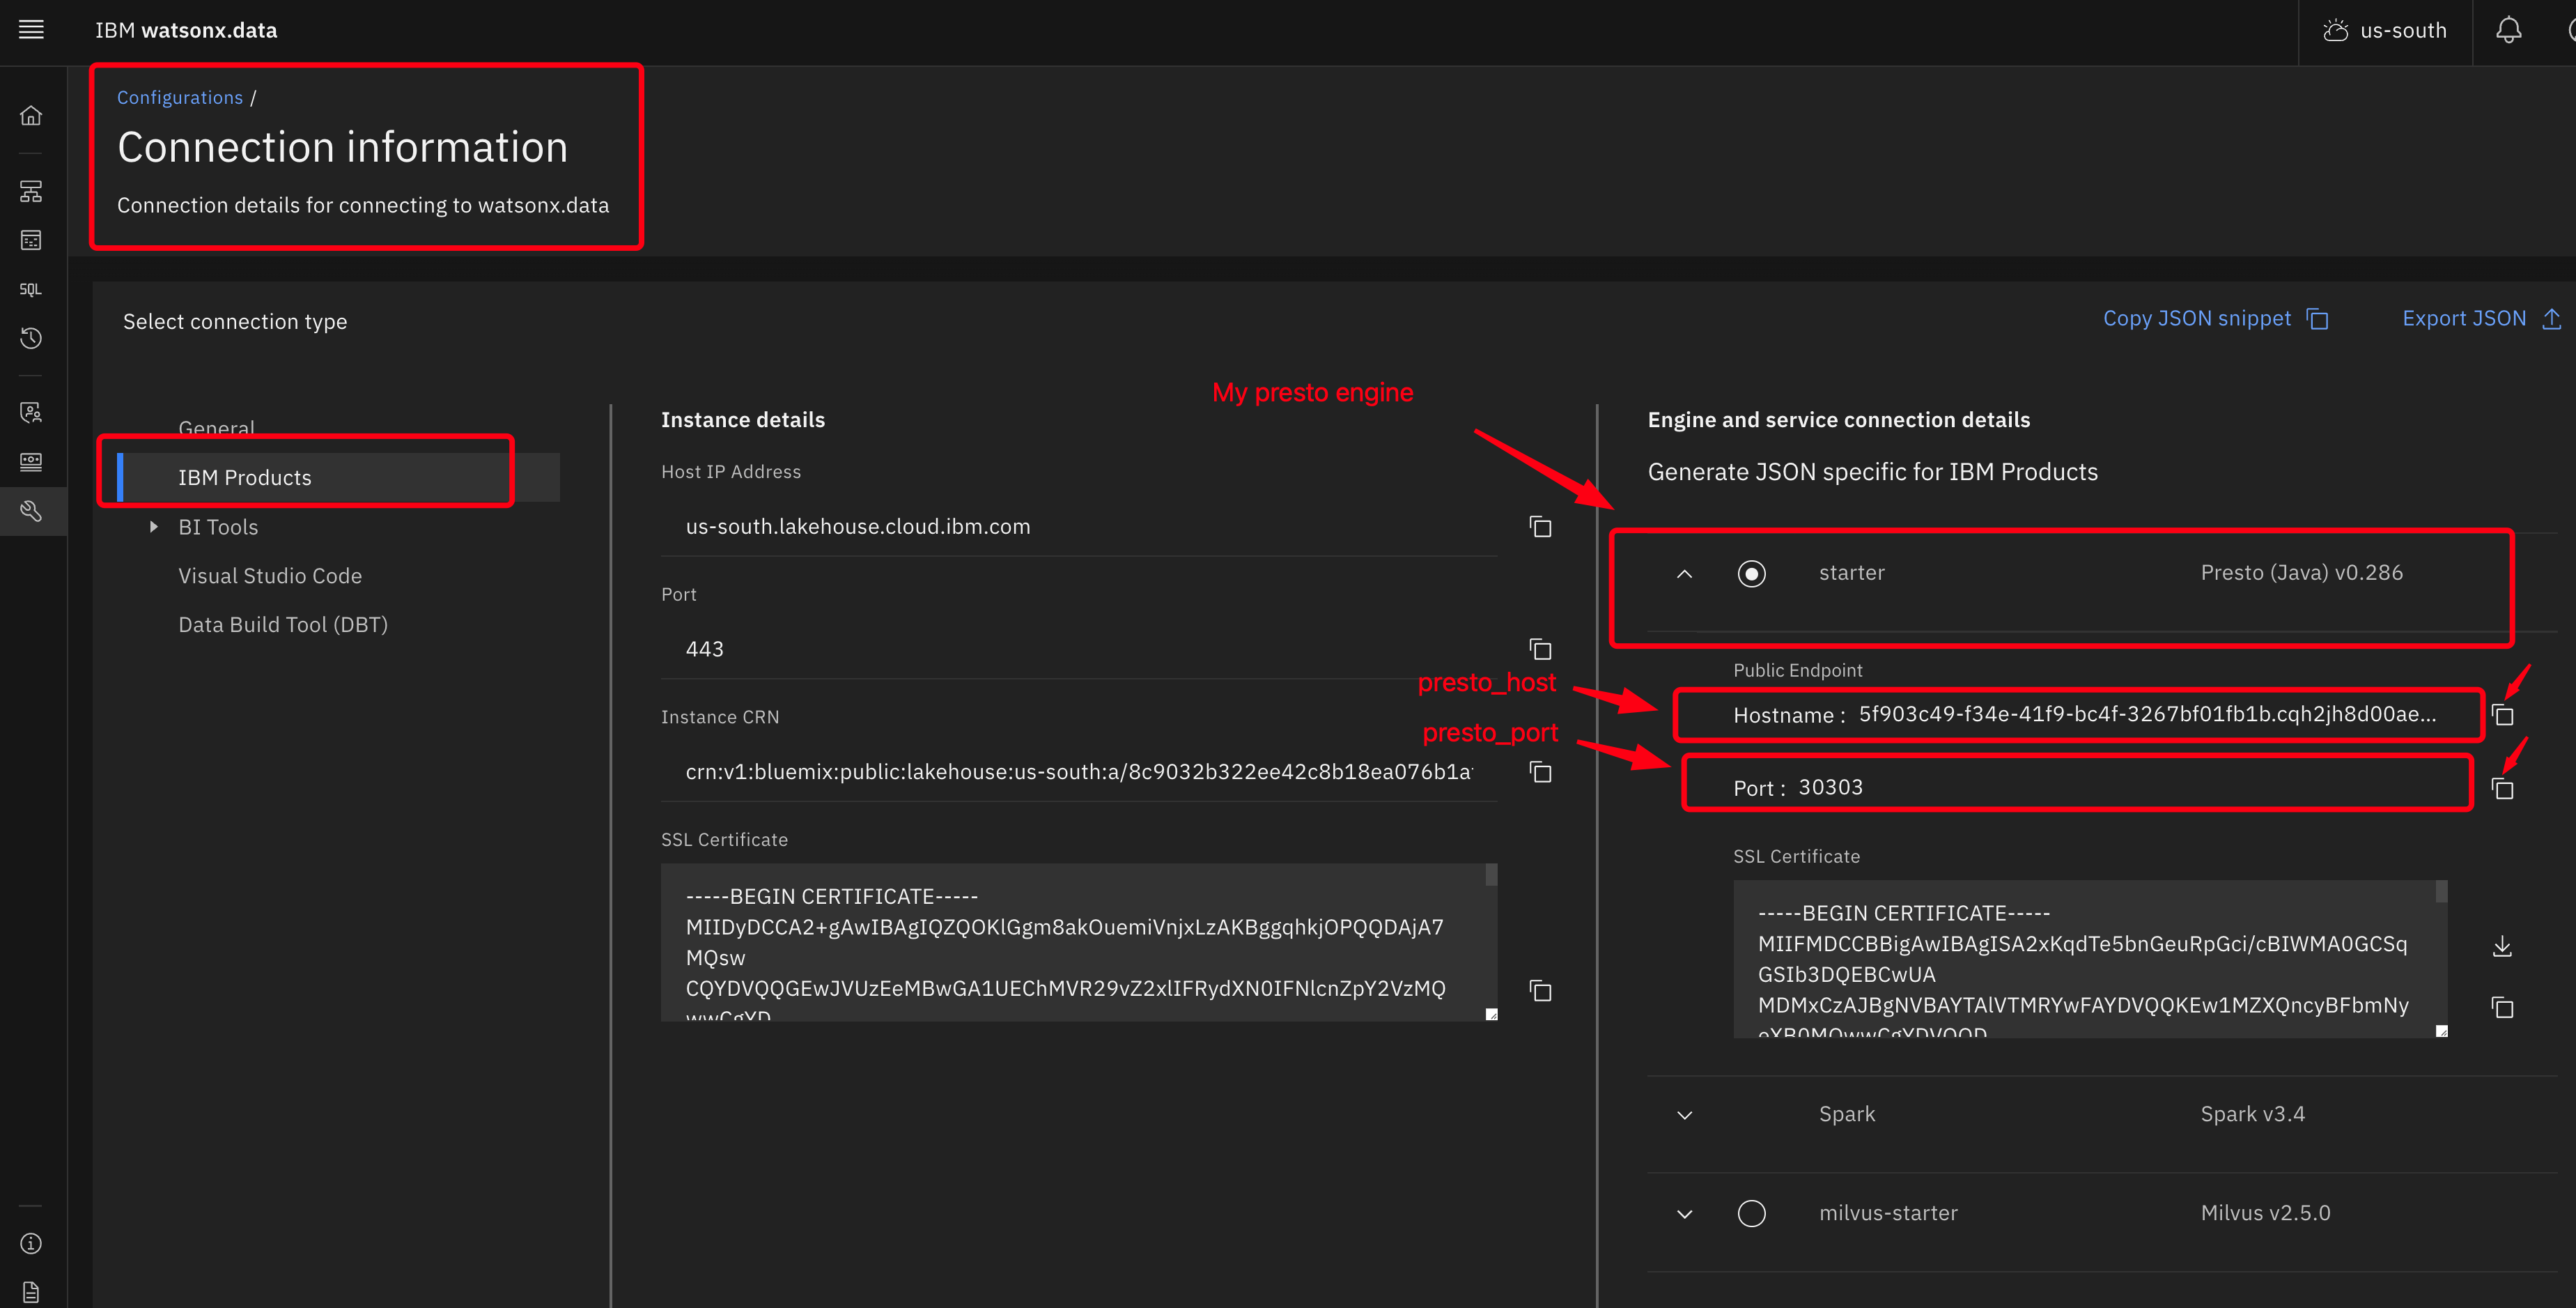 IBM watsonx.data
us-south
Configurations /
Connection information
Connection details for connecting to watsonx.data
SQL
Select connection type
Copy JSON snippet
Export JSON
General
IBM Products
BI Tools
Visual Studio Code
Data Build Tool (DBT)
My presto engine
Instance details
Host IP Address
us-south.lakehouse.cloud.ibm.com
Port
443
Instance CRN
crn:v1:bluemix:public:lakehouse:us-south:a/8c9032b322ee42c8b18ea076b1a
SSL Certificate
-----BEGIN CERTIFICATE-----
MIIDyDCCA2+gAwIBAgIQZQOKlGgm8akOuemiVnjxLzAKBggqhkjOPQQDAjA7
MQsw
CQYDVQQGEwJVUzEeMBwGA1UEChMVR29vZ2xlIFRydXN0IFNlcnZpY2VzMQ
wwCgYD
Engine and service connection details
Generate JSON specific for IBM Products
starter
Presto (Java) v0.286
Public Endpoint
presto_host
Hostname : 5f903c49-f34e-41f9-bc4f-3267bf01fb1b.cqh2jh8d00ae...
presto_port
Port : 30303
SSL Certificate
-----BEGIN CERTIFICATE-----
MIIFMDCCBBigAwIBAgISA2xKqdTe5bnGeuRpGci/cBIWMA0GCSq
GSIb3DQEBCwUA
MDMxCzAJBgNVBAYTAlVTMRYwFAYDVQQKEw1MZXQncyBFbmNy
eXB0MQwwCgYDVQQD
Spark
Spark v3.4
milvus-starter
Milvus v2.5.0